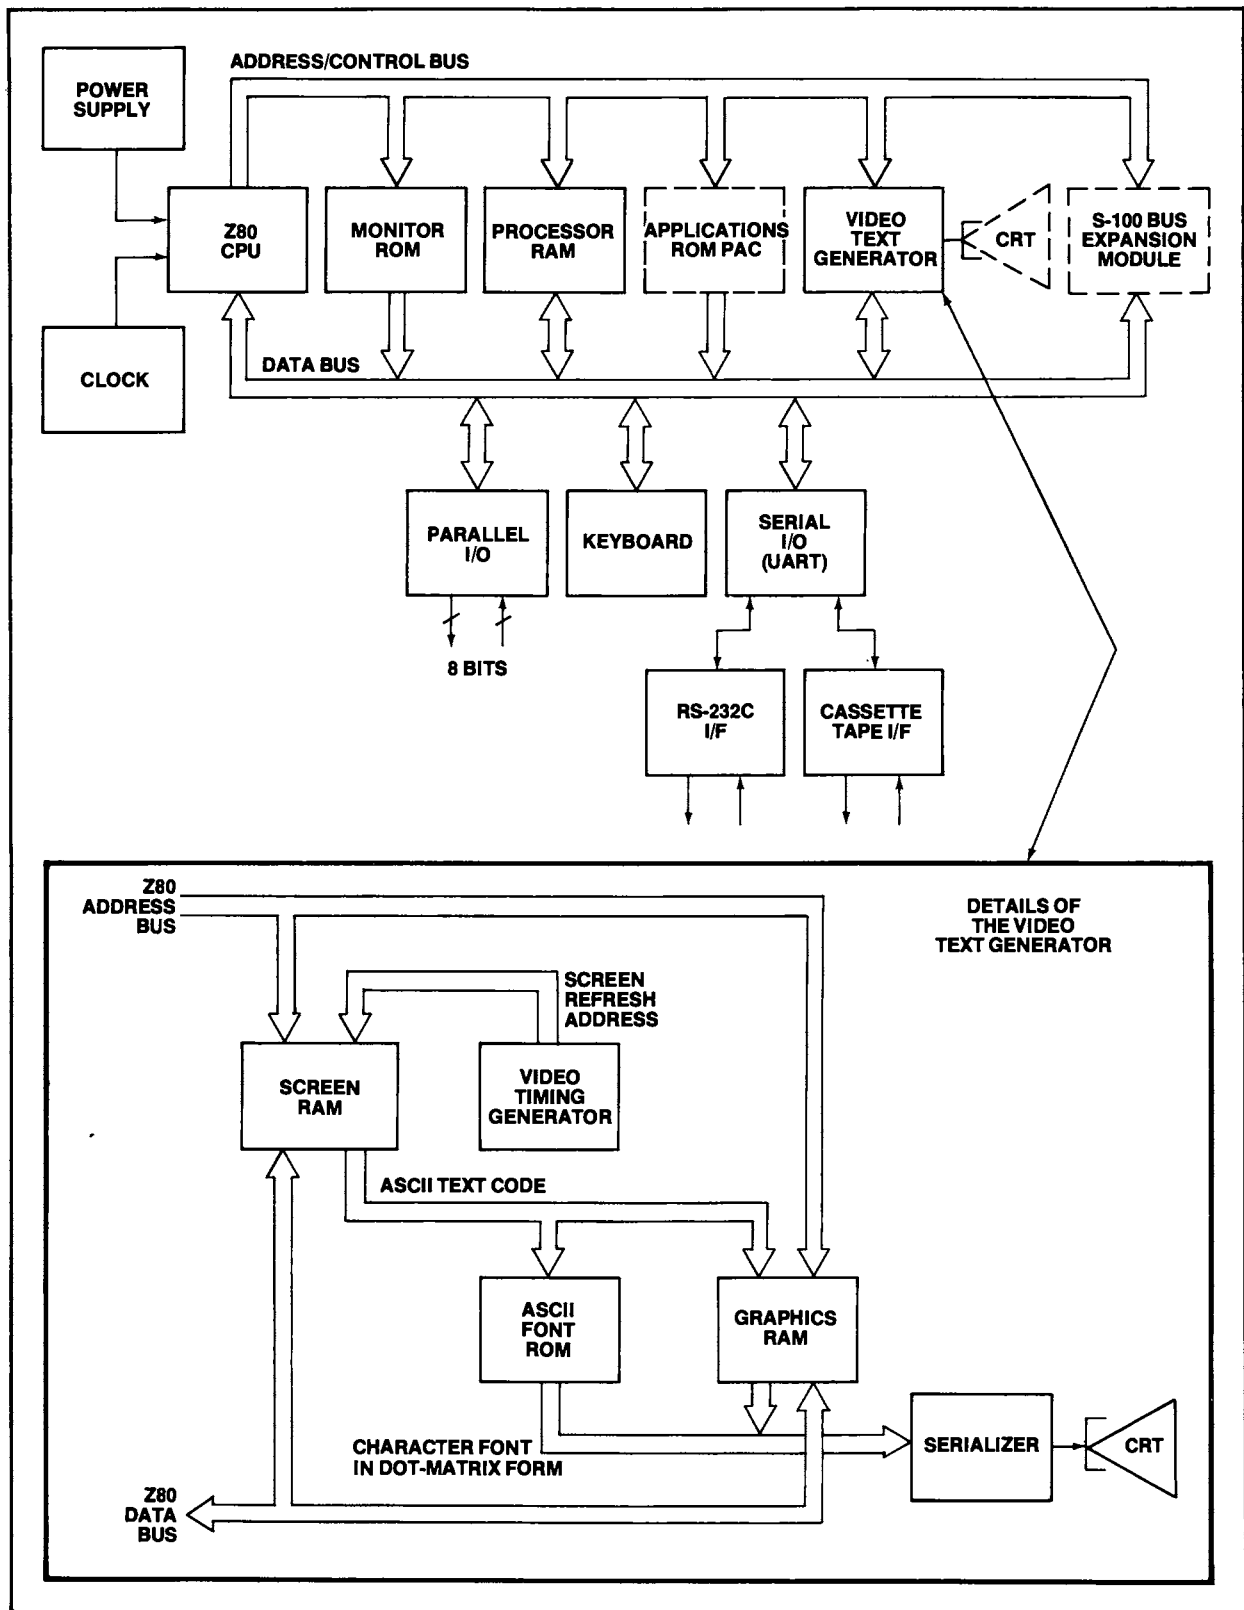 ADDRESS/CONTROL BUS
POWER
SUPPLY
Z80
CPU
MONITOR
ROM
PROCESSOR
RAM
APPLICATIONS
ROM PAC
VIDEO
TEXT
GENERATOR
CRT
S-100 BUS
EXPANSION
MODULE
CLOCK
DATA BUS
PARALLEL
I/O
KEYBOARD
SERIAL
I/O
(UART)
8 BITS
RS-232C
I/F
CASSETTE
TAPE I/F
Z80
ADDRESS
BUS
DETAILS OF
THE VIDEO
TEXT GENERATOR
SCREEN
REFRESH
ADDRESS
SCREEN
RAM
VIDEO
TIMING
GENERATOR
ASCII TEXT CODE
ASCII
FONT
ROM
GRAPHICS
RAM
CHARACTER FONT
IN DOT-MATRIX FORM
SERIALIZER
CRT
Z80
DATA
BUS